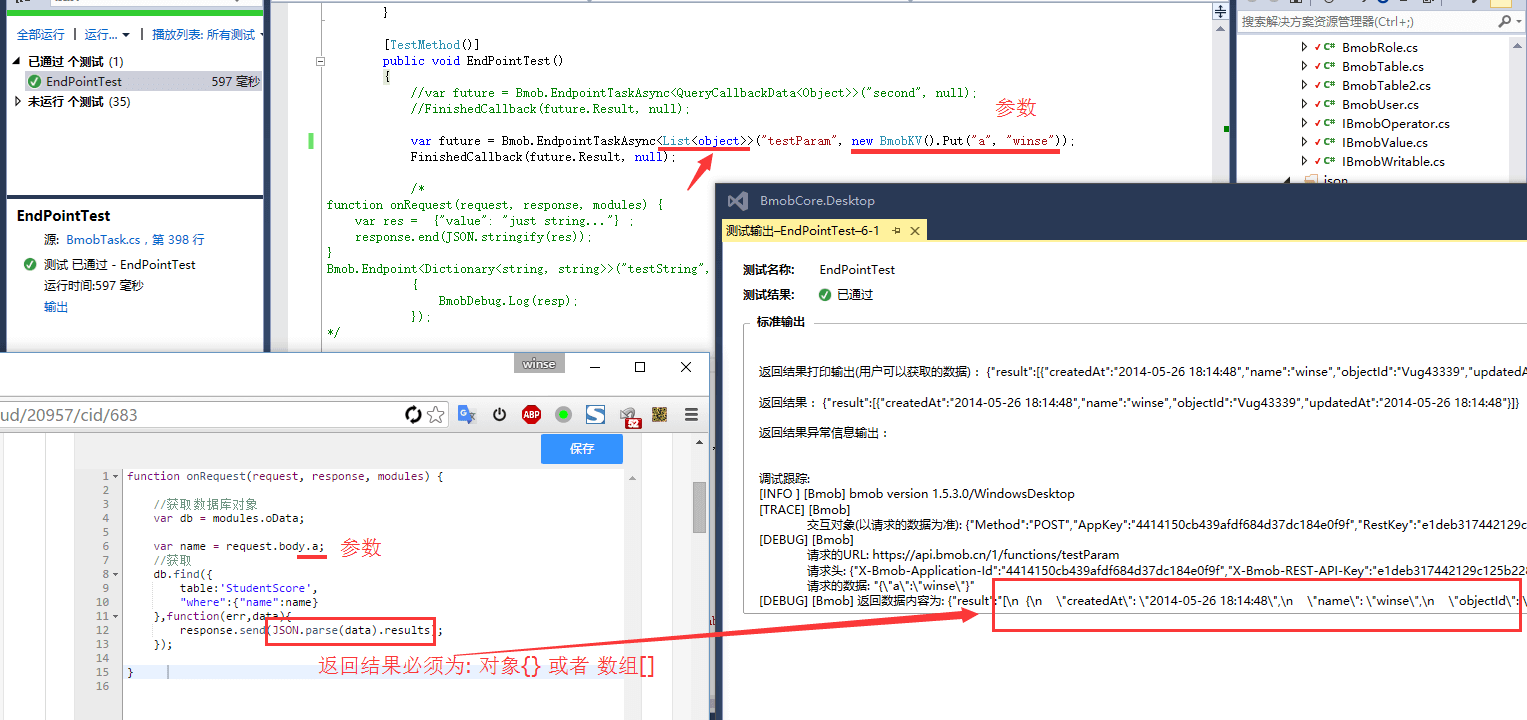 全部运行 | 运行... | 播放列表: 所有测试
已通过 个测试 (1)
EndPointTest 597 毫秒
未运行 个测试 (35)
EndPointTest
源: BmobTask.cs，第 398 行
测试 已通过 - EndPointTest
运行时间:597 毫秒
输出
}
[TestMethod()]
public void EndPointTest()
{
//var future = Bmob.EndpointTaskAsync<QueryCallbackData<Object>>("second", null);
//FinishedCallback(future.Result, null);
参数
var future = Bmob.EndpointTaskAsync<List<object>>("testParam", new BmobKV().Put("a", "winse"));
FinishedCallback(future.Result, null);
/*
function onRequest(request, response, modules) {
var res = {"value": "just string..."} ;
response.end(JSON.stringify(res));
}
Bmob.Endpoint<Dictionary<string, string>>("testString",
{
BmobDebug.Log(resp);
});
*/
搜索解决方案资源管理器(Ctrl+;)
C# BmobRole.cs
C# BmobTable.cs
C# BmobTable2.cs
C# BmobUser.cs
C# IBmobOperator.cs
C# IBmobValue.cs
C# IBmobWritable.cs
json
winse
ud/20957/cid/683
ABP
52
保存
1 function onRequest(request, response, modules) {
2
3 //获取数据库对象
4 var db = modules.oData;
5
6 var name = request.body.a; 参数
7 //获取
8 db.find({
9 table:'StudentScore',
10 "where":{"name":name}
11 },function(err,data){
12 response.send(JSON.parse(data).results);
13 });
14
15 }
16
返回结果必须为: 对象{} 或者 数组[]
BmobCore.Desktop
测试输出–EndPointTest–6-1
测试名称: EndPointTest
测试结果: 已通过
标准输出
返回结果打印输出(用户可以获取的数据)： {"result":[{"createdAt":"2014-05-26 18:14:48","name":"winse","objectId":"Vug43339","updatedA
返回结果： {"result":[{"createdAt":"2014-05-26 18:14:48","name":"winse","objectId":"Vug43339","updatedAt":"2014-05-26 18:14:48"}]}
返回结果异常信息输出：
调试跟踪:
[INFO ] [Bmob] bmob version 1.5.3.0/WindowsDesktop
[TRACE] [Bmob]
交互对象(以请求的数据为准): {"Method":"POST","AppKey":"4414150cb439afdf684d37dc184e0f9f","RestKey":"e1deb317442129c
[DEBUG] [Bmob]
请求的URL: https://api.bmob.cn/1/functions/testParam
请求头: {"X-Bmob-Application-Id":"4414150cb439afdf684d37dc184e0f9f","X-Bmob-REST-API-Key":"e1deb317442129c125b228
请求的数据: "{\"a\":\"winse\"}"
[DEBUG] [Bmob] 返回数据内容为: {"result":"[\n {\n \"createdAt\": \"2014-05-26 18:14:48\",\n \"name\": \"winse\",\n \"objectId\": \